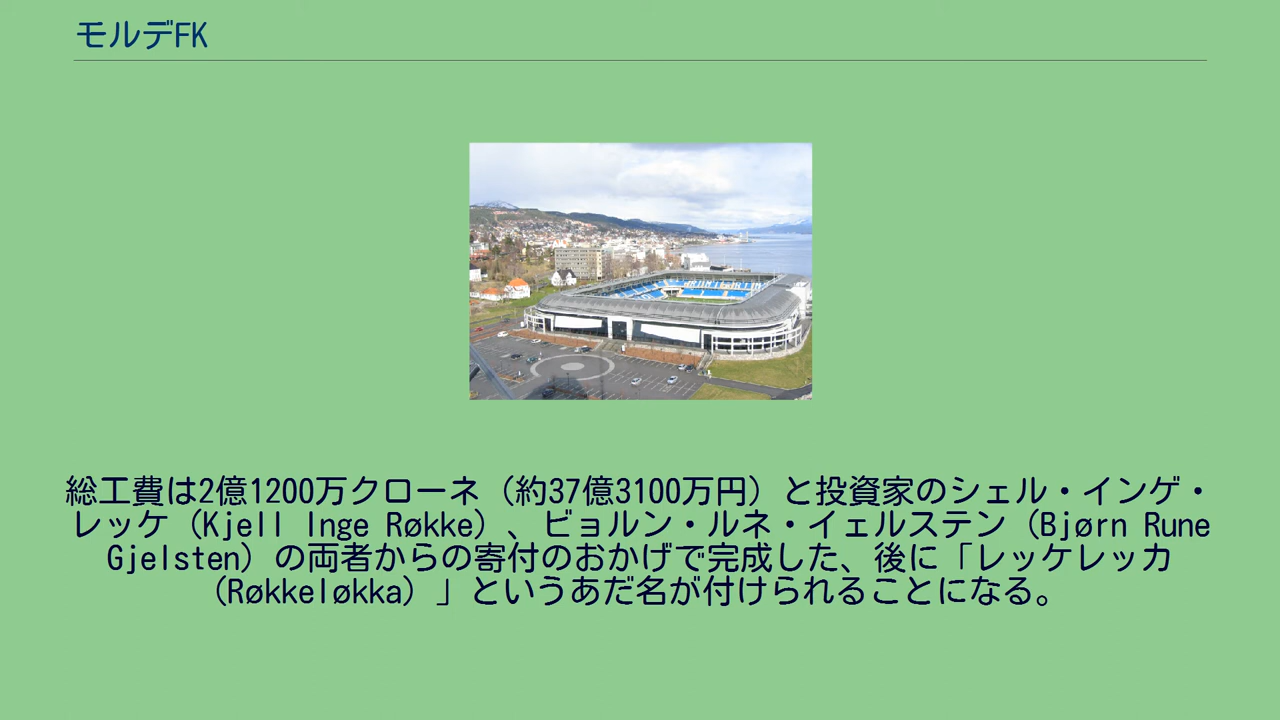 モルデFK
総工費は2億1200万クローネ（約37億3100万円）と投資家のシェル・インゲ・
レッケ（Kjell Inge Røkke）、ビョルン・ルネ・イェルステン（Bjørn Rune
Gjelsten）の両者からの寄付のおかげで完成した、後に「レッケレッカ
（Røkkeløkka）」というあだ名が付けられることになる。